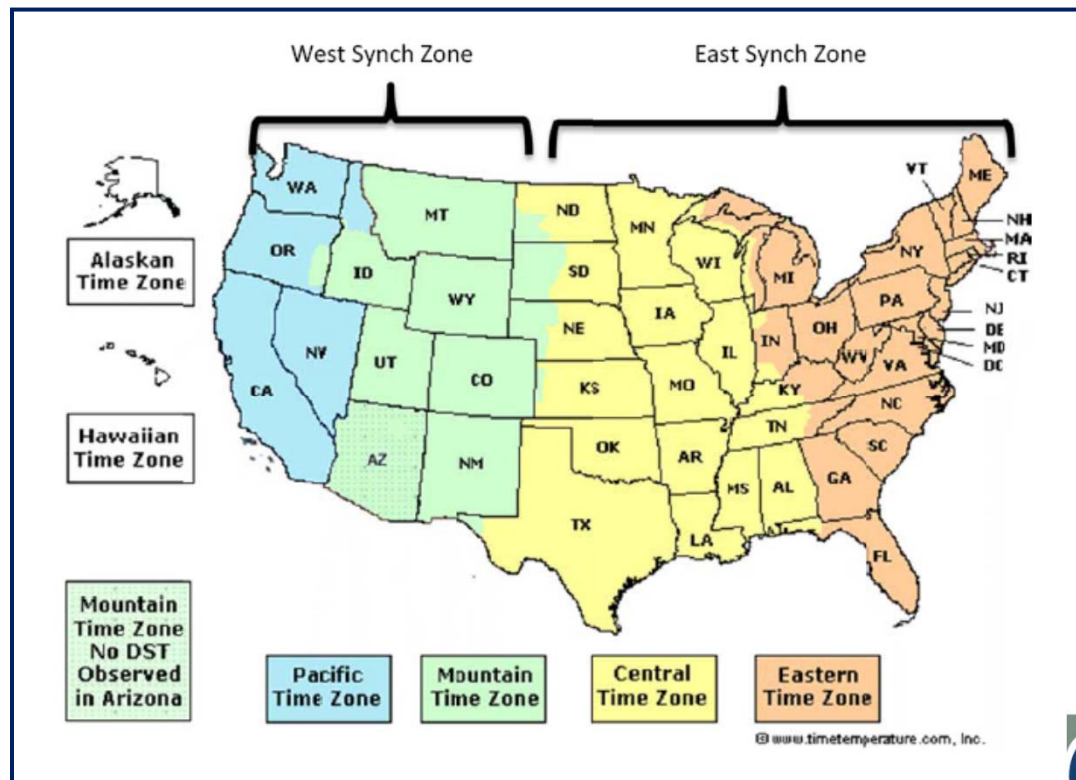 West Synch Zone
East Synch Zone
WA
MT
ND
MN
VT
ME
NH
MA
RI
CT
OR
ID
SD
WI
MI
NY
Alaskan
Time Zone
WY
NE
IA
PA
NJ
DE
MD
DC
NV
UT
CO
IL
IN
OH
WV
VA
CA
KS
MO
KY
NC
Hawaiian
Time Zone
AZ
NM
OK
AR
TN
SC
MS
AL
GA
TX
LA
FL
Mountain
Time Zone
No DST
Observed
in Arizona
Pacific
Time Zone
Mountain
Time Zone
Central
Time Zone
Eastern
Time Zone
© www.timetemperature.com, Inc.